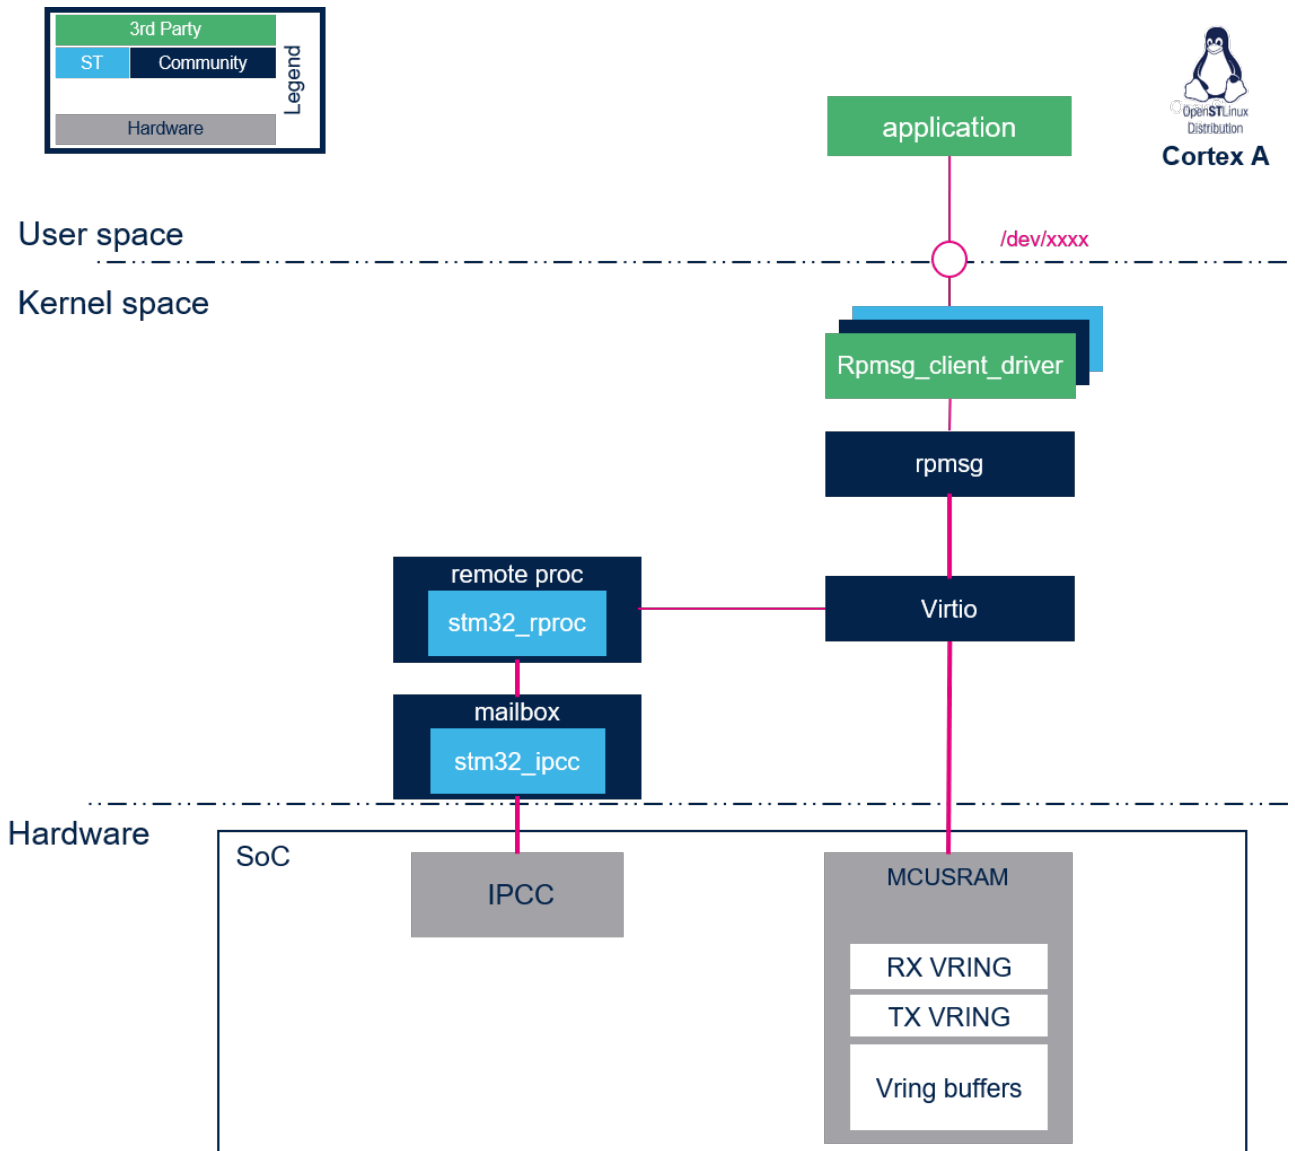 3rd Party
ST
Community
Legend
Hardware
OpenSTLinux
Distribution
Cortex A
application
User space
/dev/xxxx
Kernel space
Rpmsg_client_driver
rpmsg
remote proc
stm32_rproc
Virtio
mailbox
stm32_ipcc
Hardware
SoC
IPCC
MCUSRAM
RX VRING
TX VRING
Vring buffers